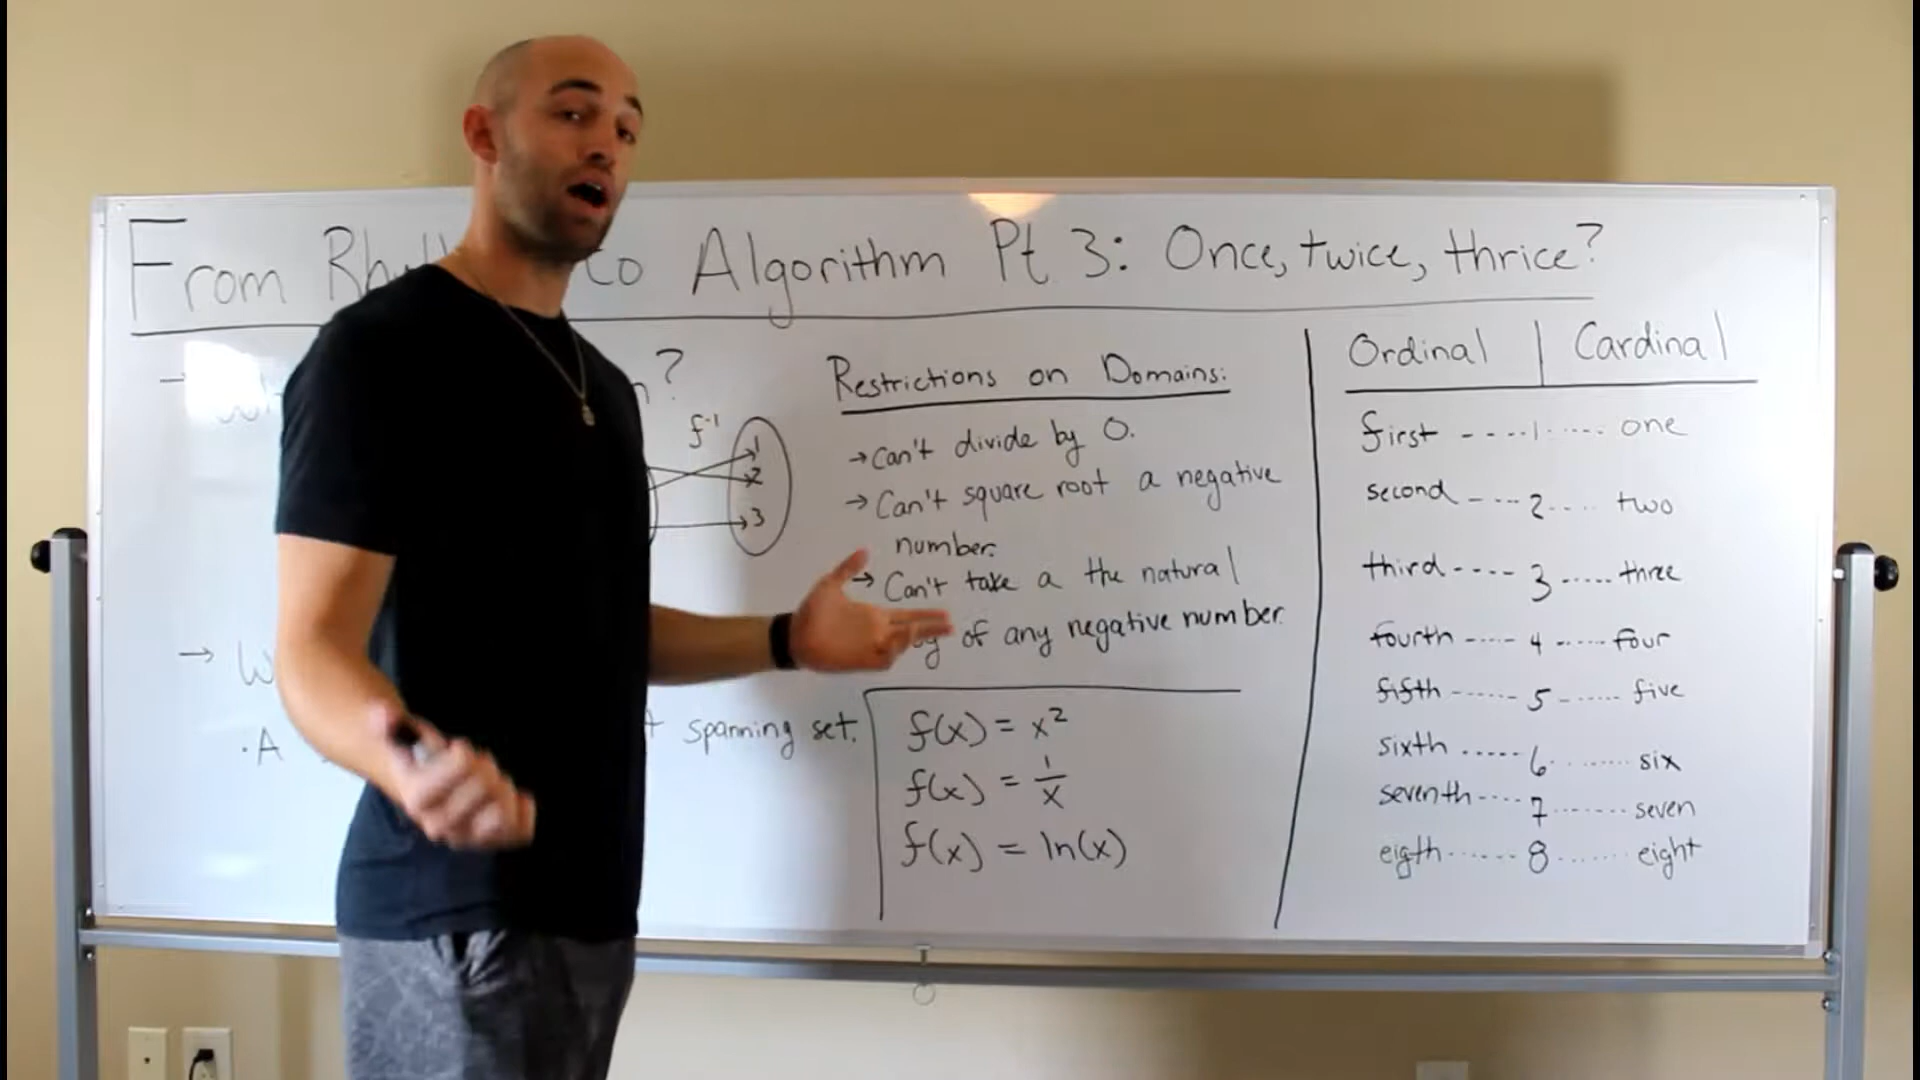 From to Algorithm Pt 3: Once, twice, thrice?
→
?
f⁻¹
1
2
3
→
·A spanning set.
Restrictions on Domains:
→ Can't divide by 0.
→ Can't square root a negative
number.
→ Can't take a the natural
of any negative number.
f(x) = x²
f(x) = 1/x
f(x) = ln(x)
Ordinal | Cardinal
first ----1----- one
second ----2.... two
third ---- 3 ..... three
fourth ----- 4 ...... four
fifth ------ 5 ------ five
sixth ..... 6 ....... six
seventh ---- 7 ....... seven
eigth ...... 8 ....... eight